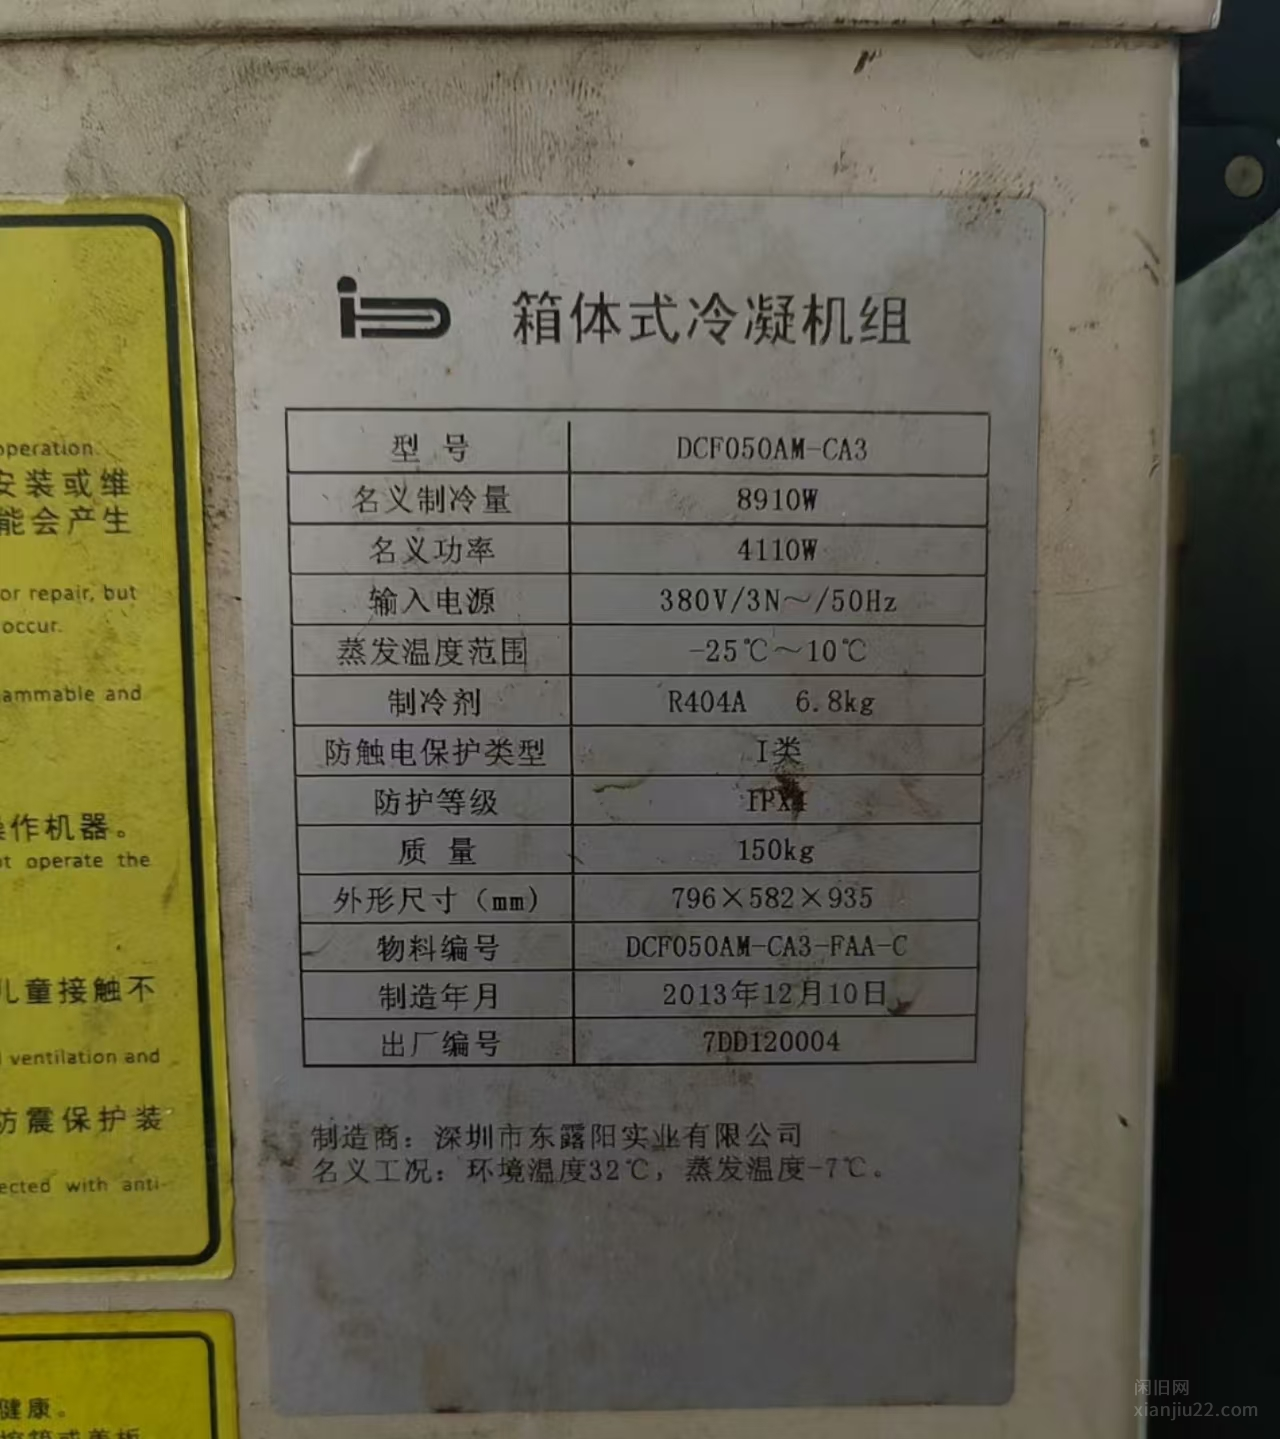 operation.
安装或维
能会产生
or repair, but
occur.
ammable and
作机器。
ot operate the
儿童接触不
ventilation and
防震保护装
ected with anti-
健康。
箱体式冷凝机组
型 号 DCF050AM-CA3
名义制冷量 8910W
名义功率 4110W
输入电源 380V/3N～/50Hz
蒸发温度范围 -25℃～10℃
制冷剂 R404A 6.8kg
防触电保护类型 I类
防护等级 IPX4
质 量 150kg
外形尺寸（mm) 796×582×935
物料编号 DCF050AM-CA3-FAA-C
制造年月 2013年12月10日
出厂编号 7DD120004
制造商：深圳市东露阳实业有限公司
名义工况：环境温度32℃，蒸发温度-7℃。
闲旧网
xianjiu22.com